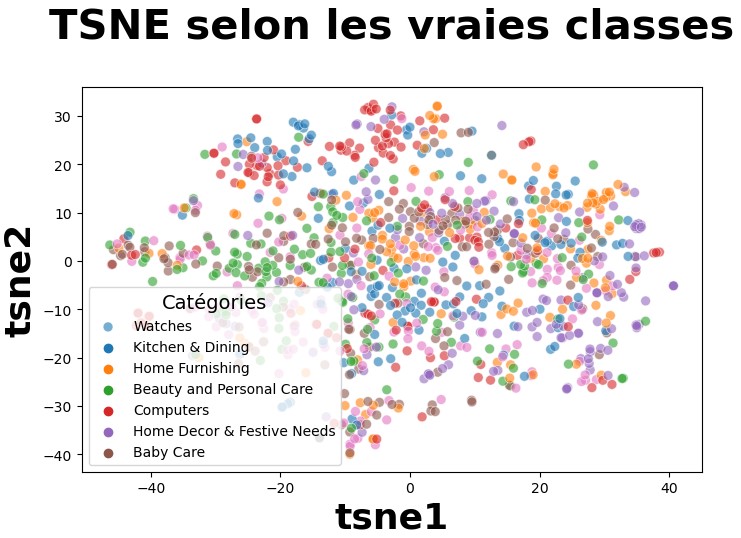 TSNE selon les vraies classes
30
20
10
0
−10
−20
−30
−40
tsne2
Catégories
Watches
Kitchen & Dining
Home Furnishing
Beauty and Personal Care
Computers
Home Decor & Festive Needs
Baby Care
−40 −20 0 20 40
tsne1